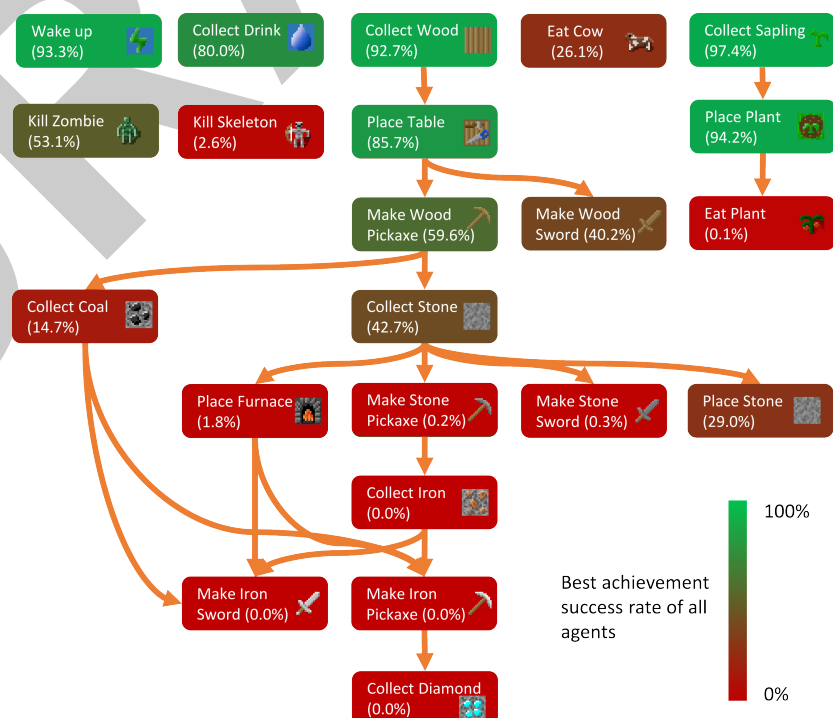 Wake up
(93.3%)
Collect Drink
(80.0%)
Collect Wood
(92.7%)
Eat Cow
(26.1%)
Collect Sapling
(97.4%)
Kill Zombie
(53.1%)
Kill Skeleton
(2.6%)
Place Table
(85.7%)
Place Plant
(94.2%)
Make Wood
Pickaxe (59.6%)
Make Wood
Sword (40.2%)
Eat Plant
(0.1%)
Collect Coal
(14.7%)
Collect Stone
(42.7%)
Place Furnace
(1.8%)
Make Stone
Pickaxe (0.2%)
Make Stone
Sword (0.3%)
Place Stone
(29.0%)
Collect Iron
(0.0%)
Make Iron
Sword (0.0%)
Make Iron
Pickaxe (0.0%)
Collect Diamond
(0.0%)
100%
Best achievement
success rate of all
agents
0%